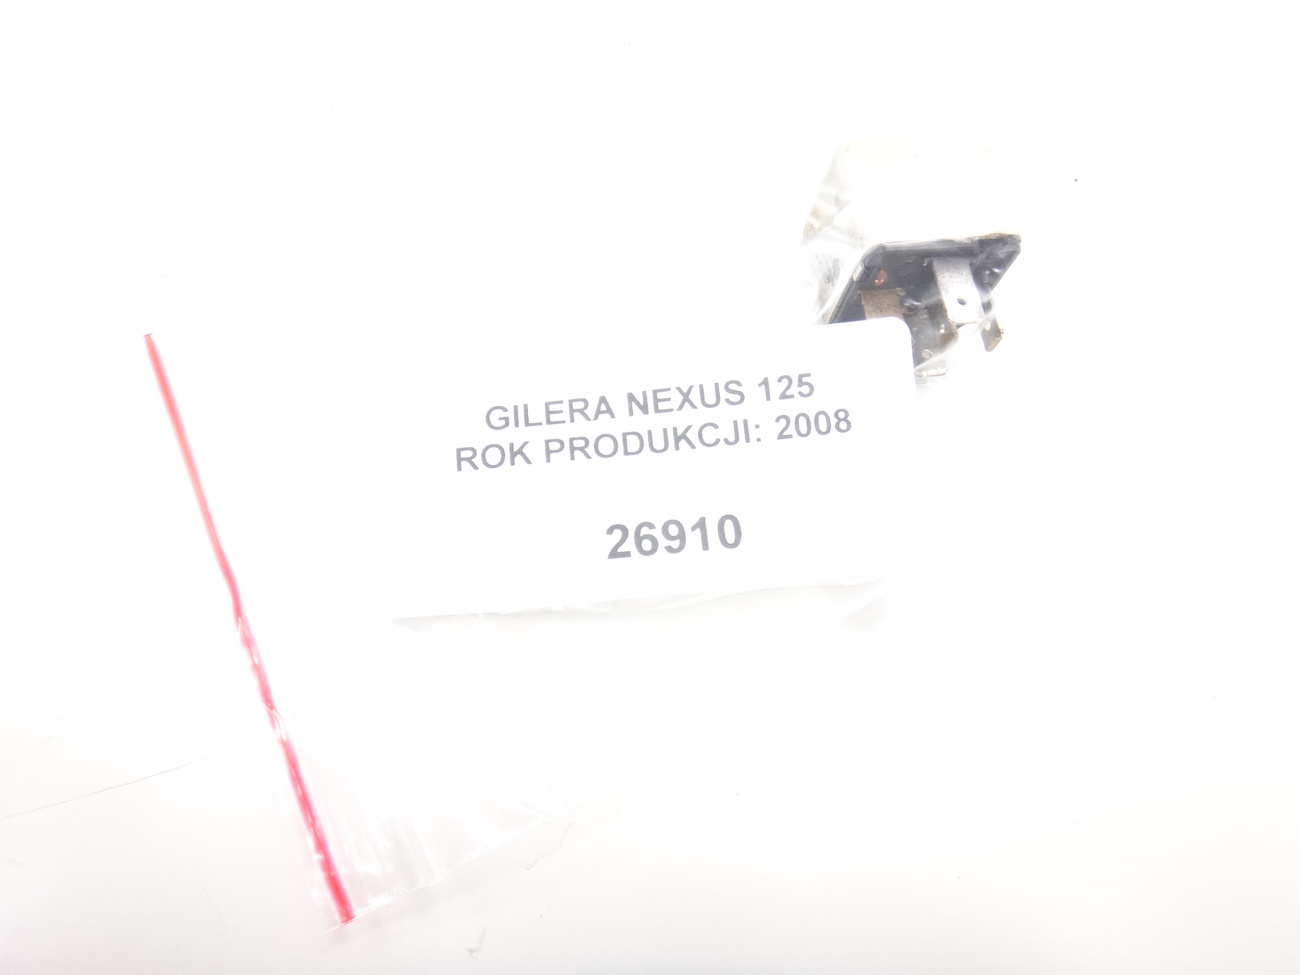 GILERA NEXUS 125
ROK PRODUKCJI: 2008
26910